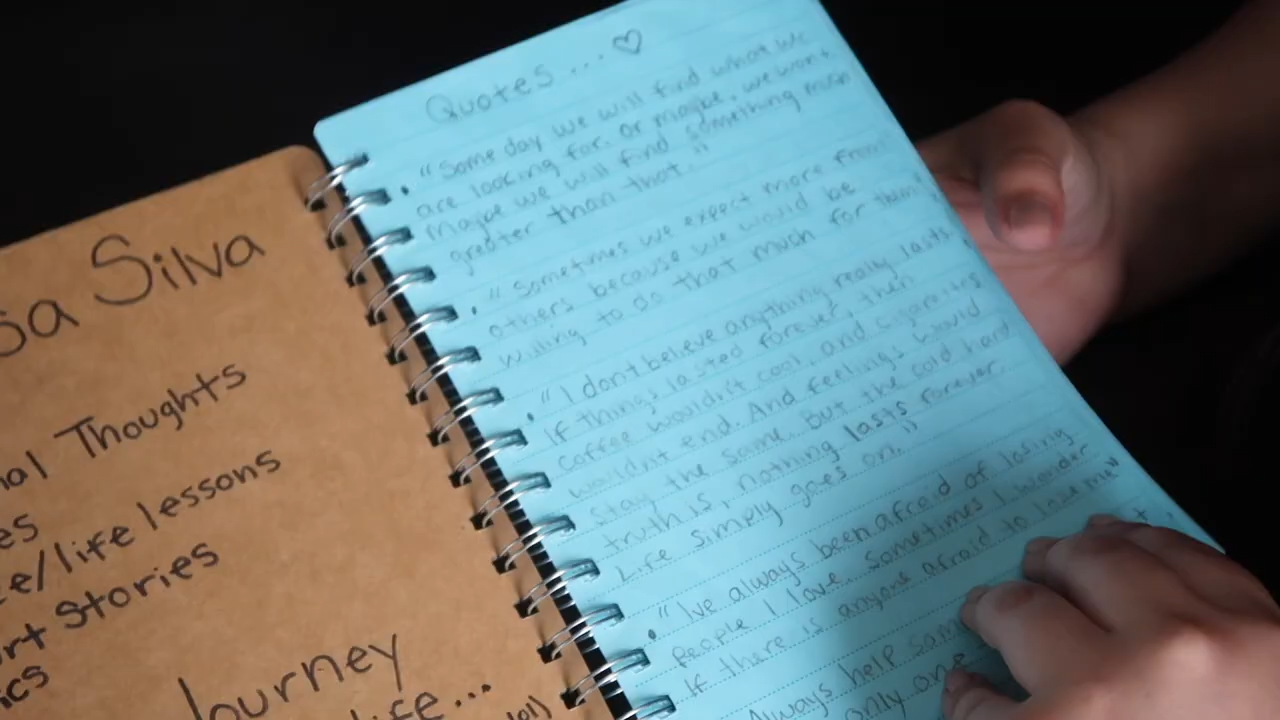 sa Silva
nal Thoughts
es
e/life lessons
rt Stories
ics
Journey
life...
lol)
Quotes... ♡
• "Some day we will find what we
are looking for. or maybe, we won't.
Maybe we will find something much
greater than that."
• "Sometimes we expect more from
others because we would be
willing to do that much for them"
• "I dont believe anything really lasts.
If things lasted forever, then
coffee wouldn't cool, and cigarettes
wouldn't end. And feelings would
stay the same. But the cold hard
truth is, nothing lasts forever.
Life simply goes on."
• "Ive always been afraid of losing
people I love. Sometimes I wonder
If there is anyone afraid to lose me"
Always help som
only one